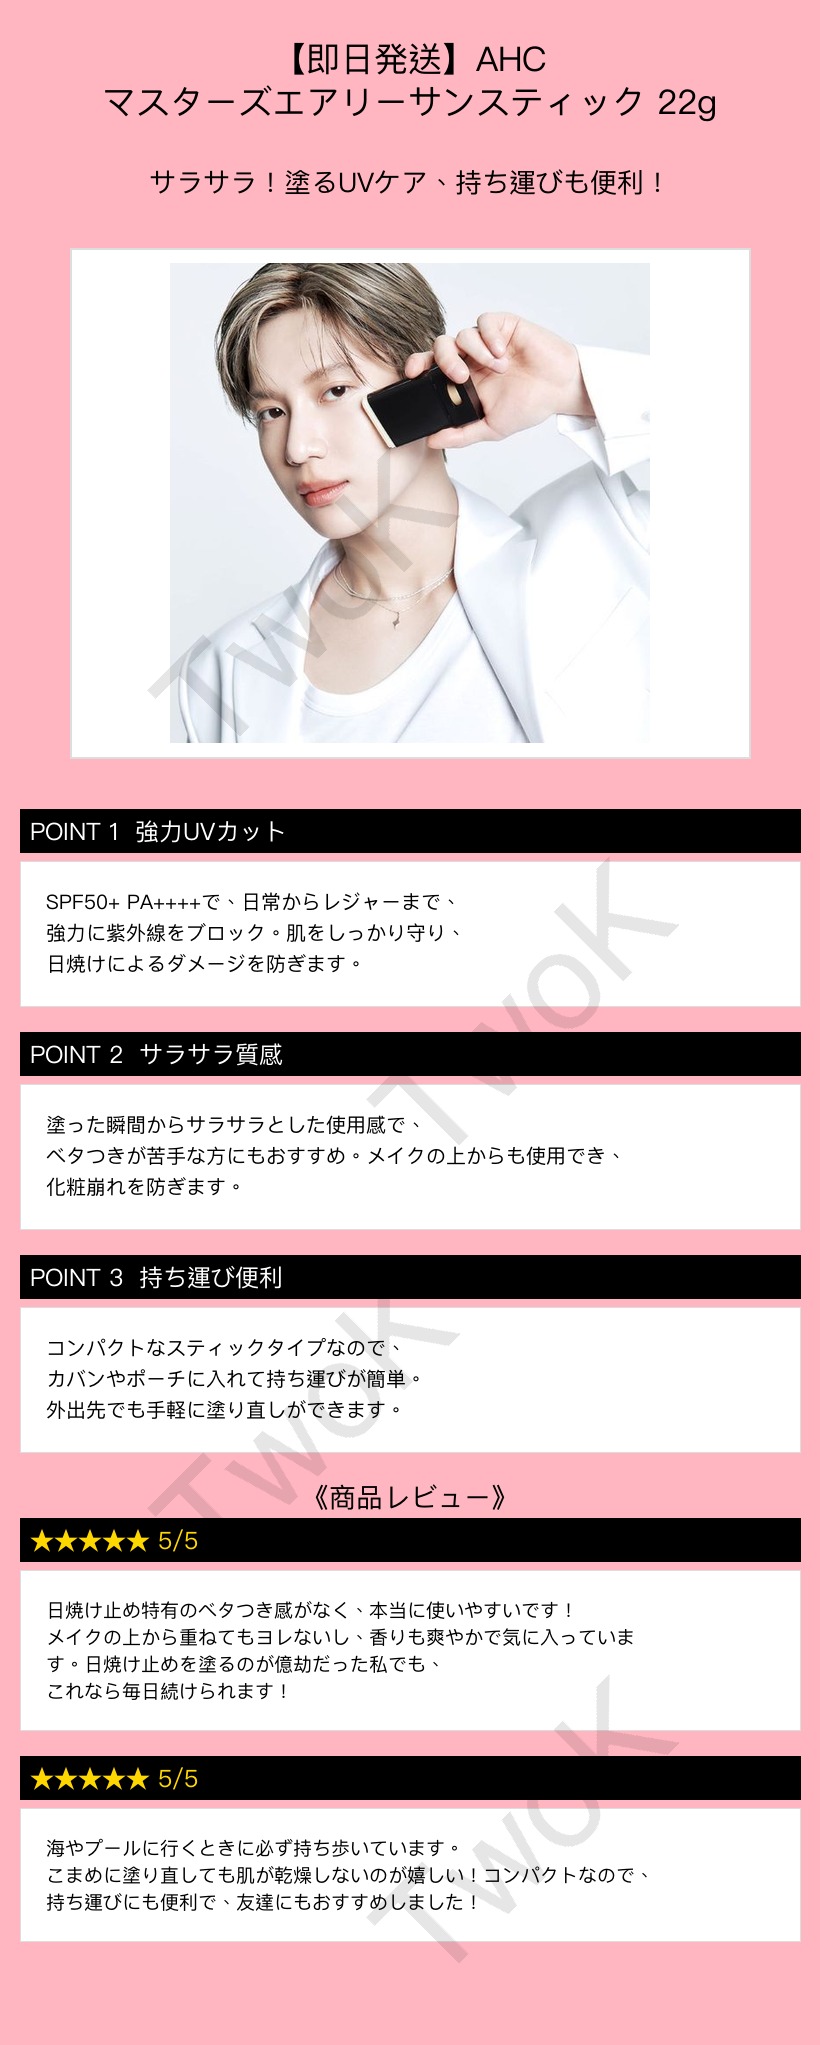 【即日発送】AHC
マスターズエアリーサンスティック 22g
サラサラ！塗るUVケア、持ち運びも便利！
TwoK
POINT 1 強力UVカット
SPF50+ PA++++で、日常からレジャーまで、
強力に紫外線をブロック。肌をしっかり守り、
日焼けによるダメージを防ぎます。
TwoK
POINT 2 サラサラ質感
塗った瞬間からサラサラとした使用感で、
ベタつきが苦手な方にもおすすめ。メイクの上からも使用でき、
化粧崩れを防ぎます。
POINT 3 持ち運び便利
コンパクトなスティックタイプなので、
カバンやポーチに入れて持ち運びが簡単。
外出先でも手軽に塗り直しができます。
TwoK
《商品レビュー》
★★★★★ 5/5
日焼け止め特有のベタつき感がなく、本当に使いやすいです！
メイクの上から重ねてもヨレないし、香りも爽やかで気に入っていま
す。日焼け止めを塗るのが億劫だった私でも、
これなら毎日続けられます！
★★★★★ 5/5
海やプールに行くときに必ず持ち歩いています。
こまめに塗り直しても肌が乾燥しないのが嬉しい！コンパクトなので、
持ち運びにも便利で、友達にもおすすめしました！
TwoK